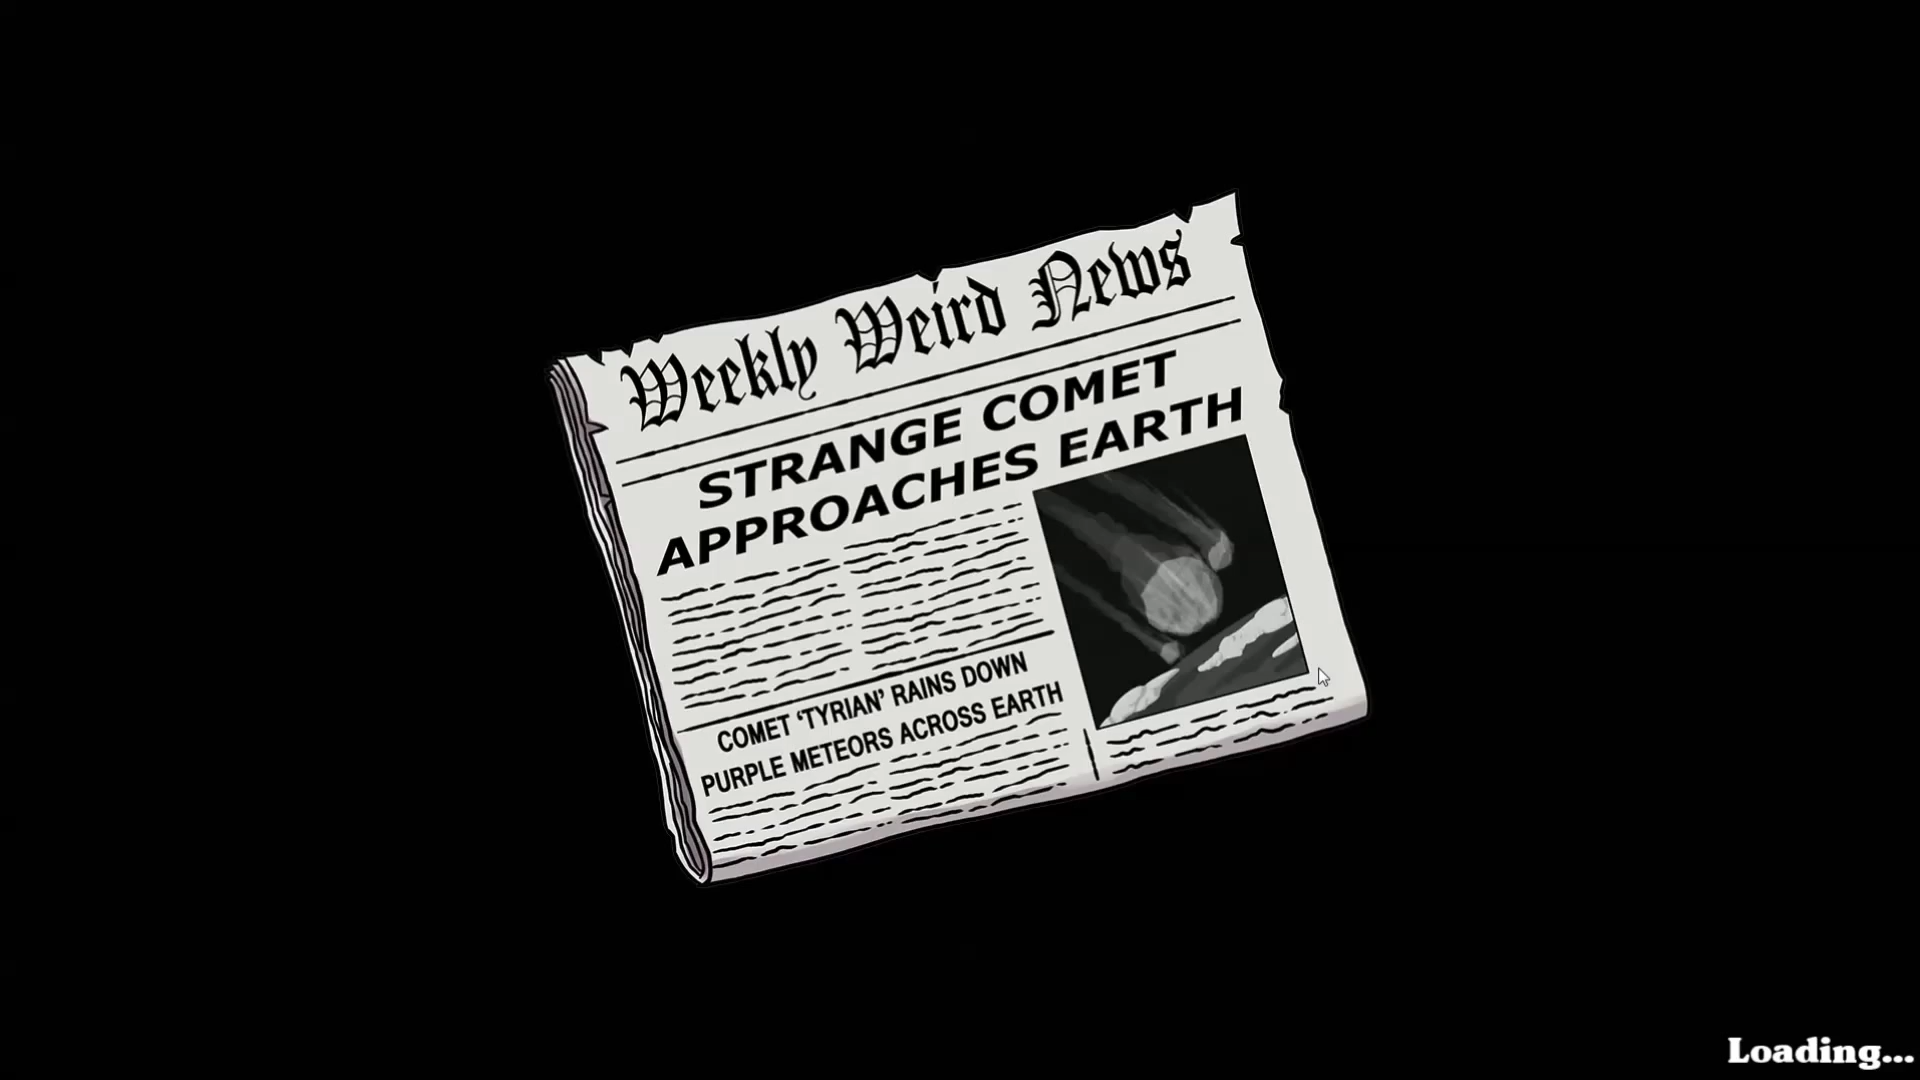 Weekly Weird News
STRANGE COMET
APPROACHES EARTH
COMET ‘TYRIAN’ RAINS DOWN
PURPLE METEORS ACROSS EARTH
Loading...